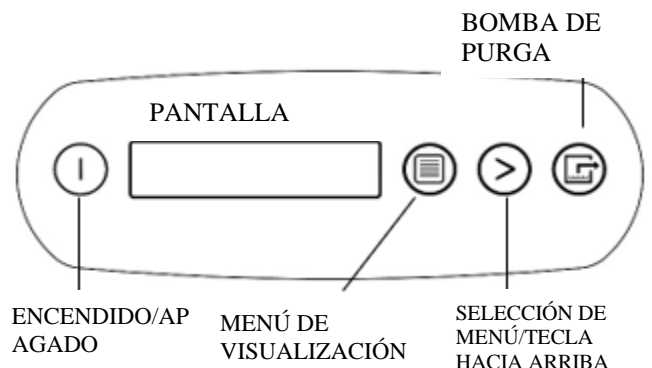 BOMBA DE
PURGA
PANTALLA
ENCENDIDO/AP
AGADO
MENÚ DE
VISUALIZACIÓN
SELECCIÓN DE
MENÚ/TECLA
HACIA ARRIBA